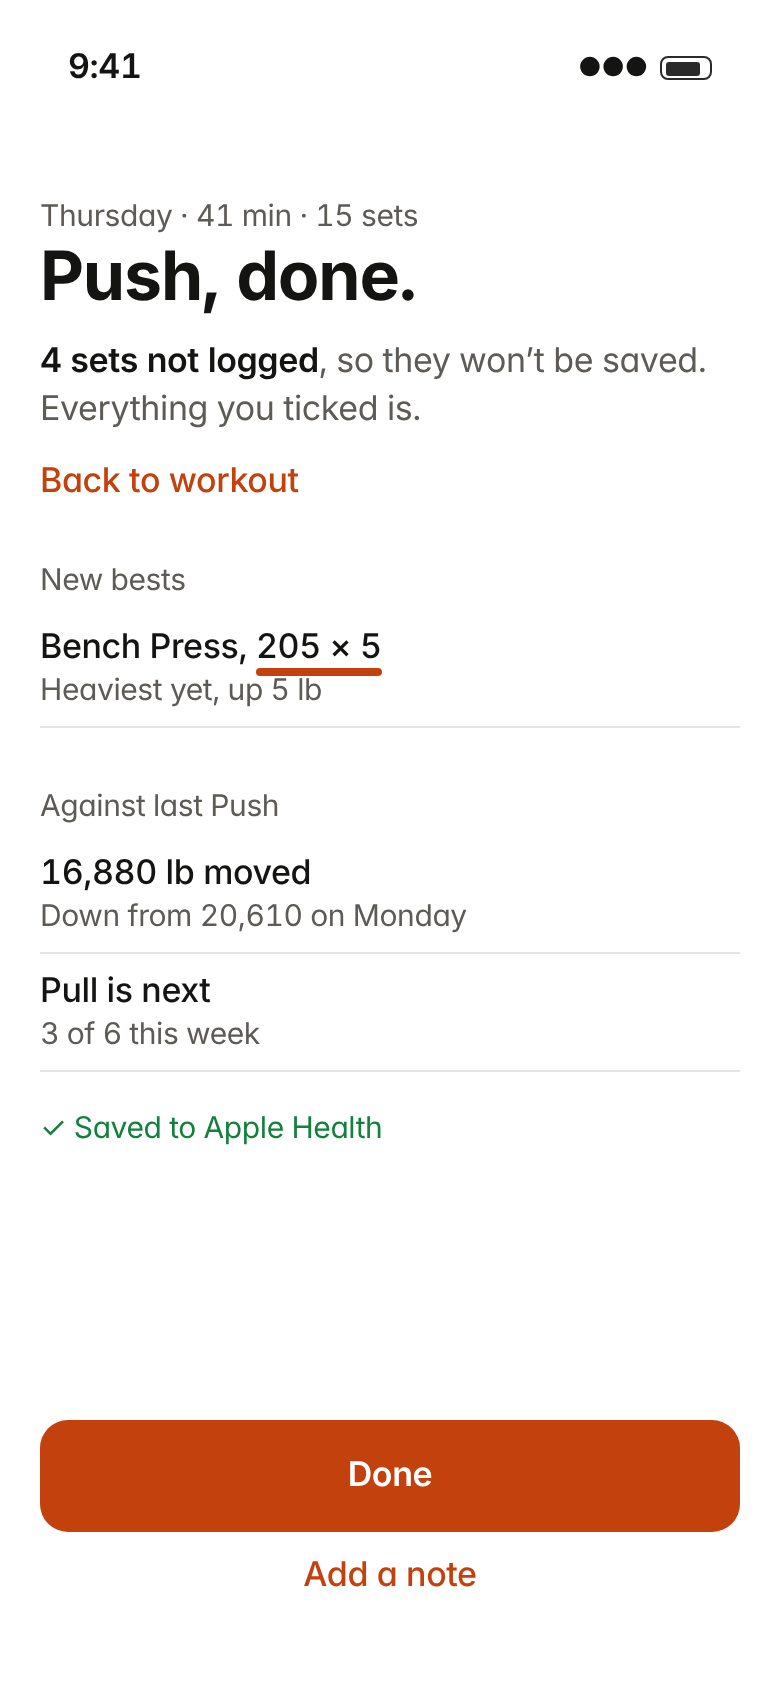 9:41
Thursday · 41 min · 15 sets
Push, done.
4 sets not logged, so they won’t be saved.
Everything you ticked is.
Back to workout
New bests
Bench Press, 205 × 5
Heaviest yet, up 5 lb
Against last Push
16,880 lb moved
Down from 20,610 on Monday
Pull is next
3 of 6 this week
✓ Saved to Apple Health
Done
Add a note